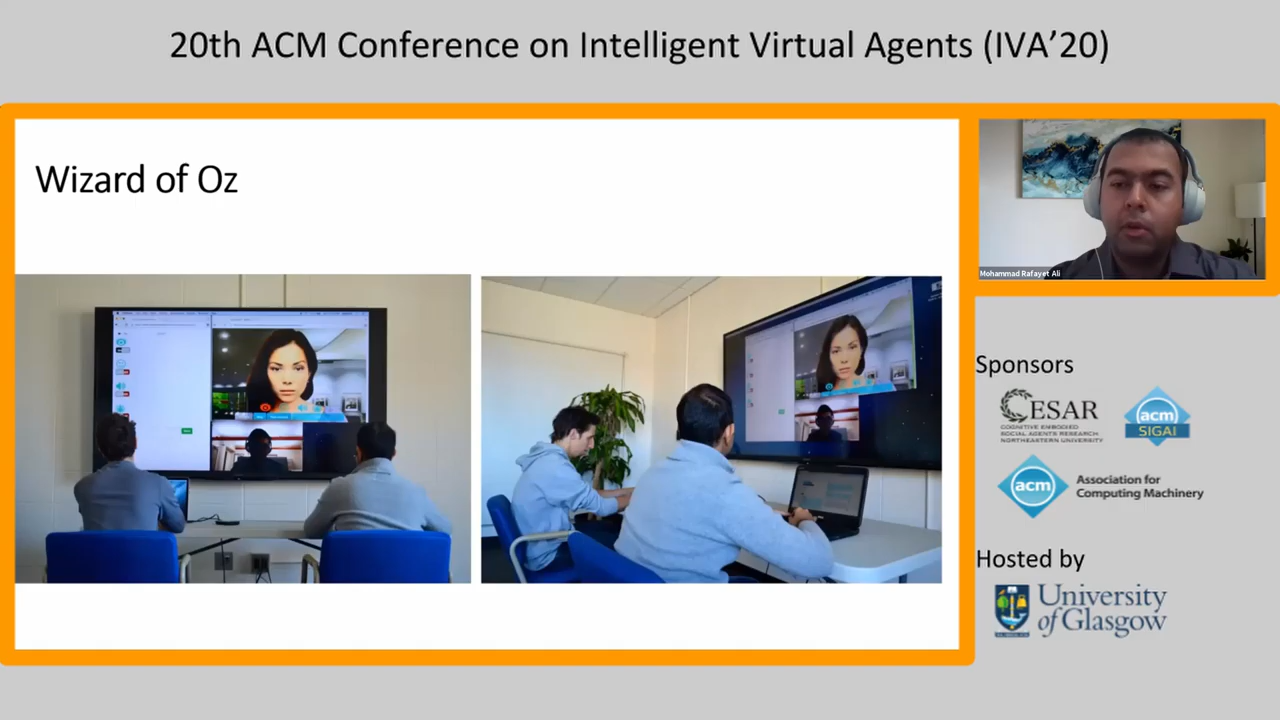 20th ACM Conference on Intelligent Virtual Agents (IVA’20)
Wizard of Oz
Mohammad Rafayet Ali
Sponsors
CESAR
COGNITIVE EMBODIED
SOCIAL AGENTS RESEARCH
NORTHEASTERN UNIVERSITY
acm
SIGAI
acm
Association for
Computing Machinery
Hosted by
University
of Glasgow